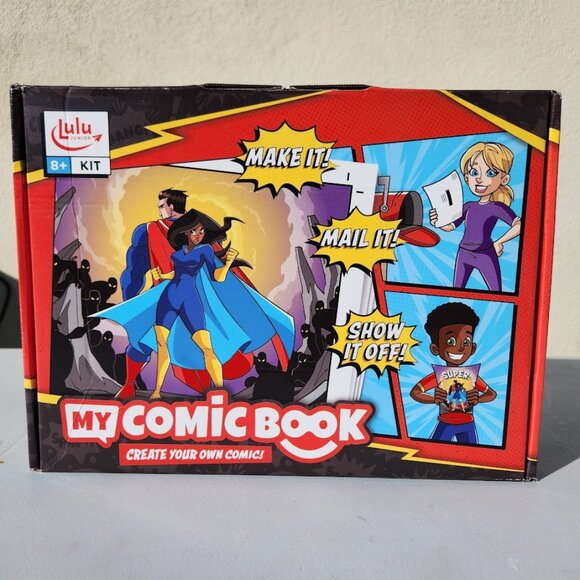 Lulu
JUNIOR
8+ KIT
MAKE IT!
MAIL IT!
SHOW
IT OFF!
SUPER!
MY COMIC BOOK
CREATE YOUR OWN COMIC!